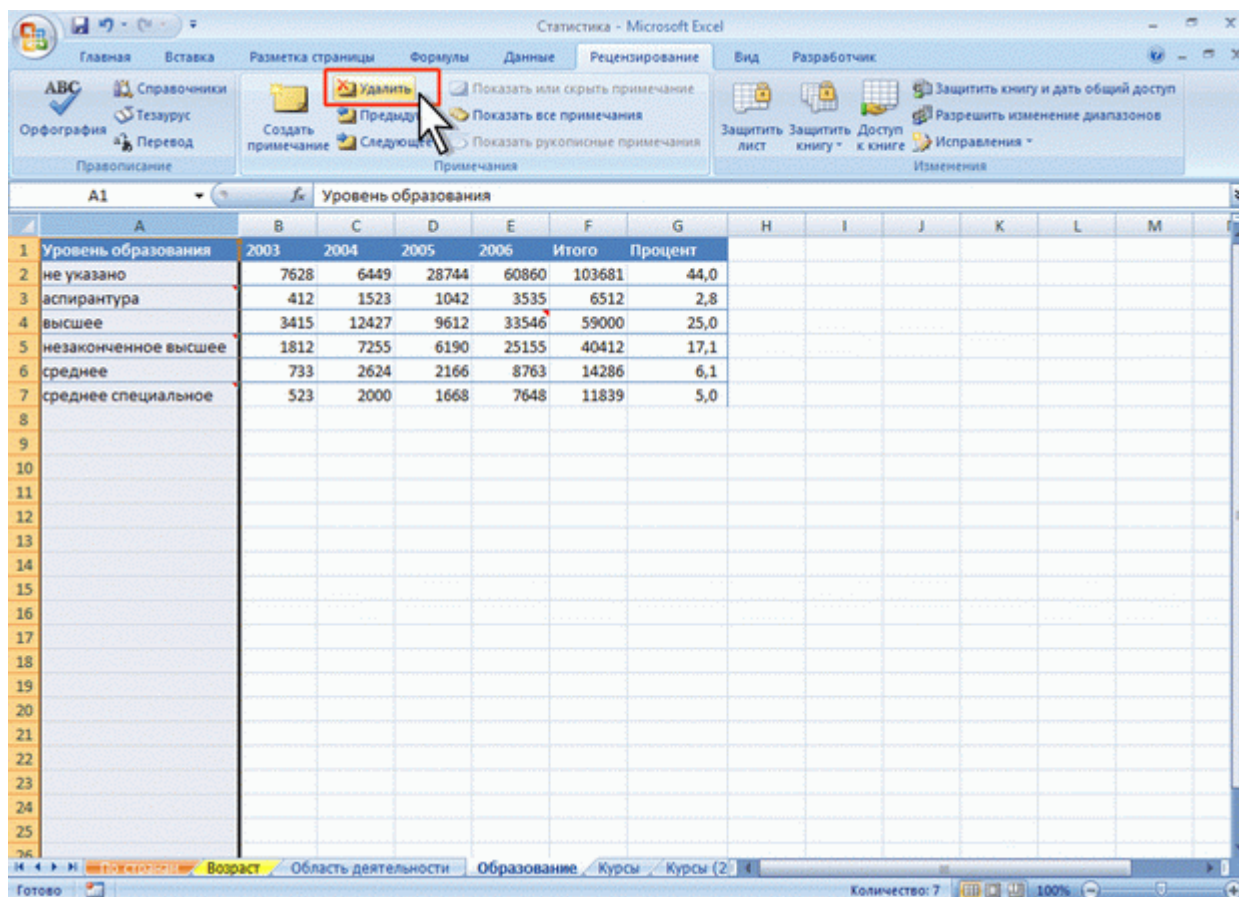 Статистика - Microsoft Excel
Главная Вставка Разметка страницы Формулы Данные Рецензирование Вид Разработчик
ABC Справочники Удалить Показать или скрыть примечание Защитить книгу и дать общий доступ
Тезаурус Показать все примечания Разрешить изменение диапазонов
Орфография Перевод Создать примечание Показать рукописные примечания Защитить лист Защитить книгу Доступ к книге Исправления
Правописание Примечания Изменения
A1 fx Уровень образования
A B C D E F G H I J K L M
1 Уровень образования 2003 2004 2005 2006 Итого Процент
2 не указано 7628 6449 28744 60860 103681 44,0
3 аспирантура 412 1523 1042 3535 6512 2,8
4 высшее 3415 12427 9612 33546 59000 25,0
5 незаконченное высшее 1812 7255 6190 25155 40412 17,1
6 среднее 733 2624 2166 8763 14286 6,1
7 среднее специальное 523 2000 1668 7648 11839 5,0
8
9
10
11
12
13
14
15
16
17
18
19
20
21
22
23
24
25
26
По странам Возраст Область деятельности Образование Курсы Курсы (2
Готово Количество: 7 100%